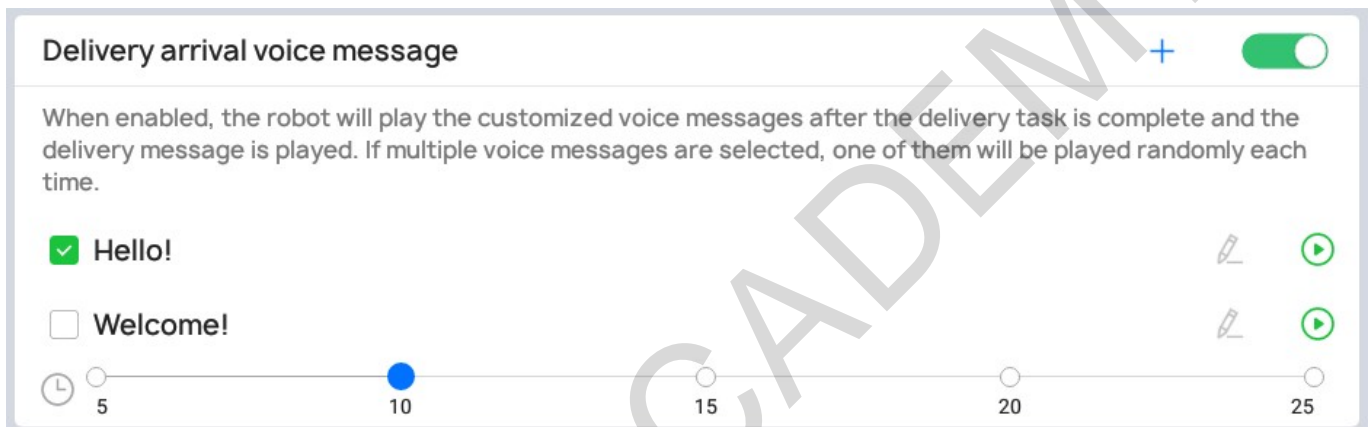 Delivery arrival voice message
When enabled, the robot will play the customized voice messages after the delivery task is complete and the
delivery message is played. If multiple voice messages are selected, one of them will be played randomly each
time.
Hello!
Welcome!
5 10 15 20 25
CADEM